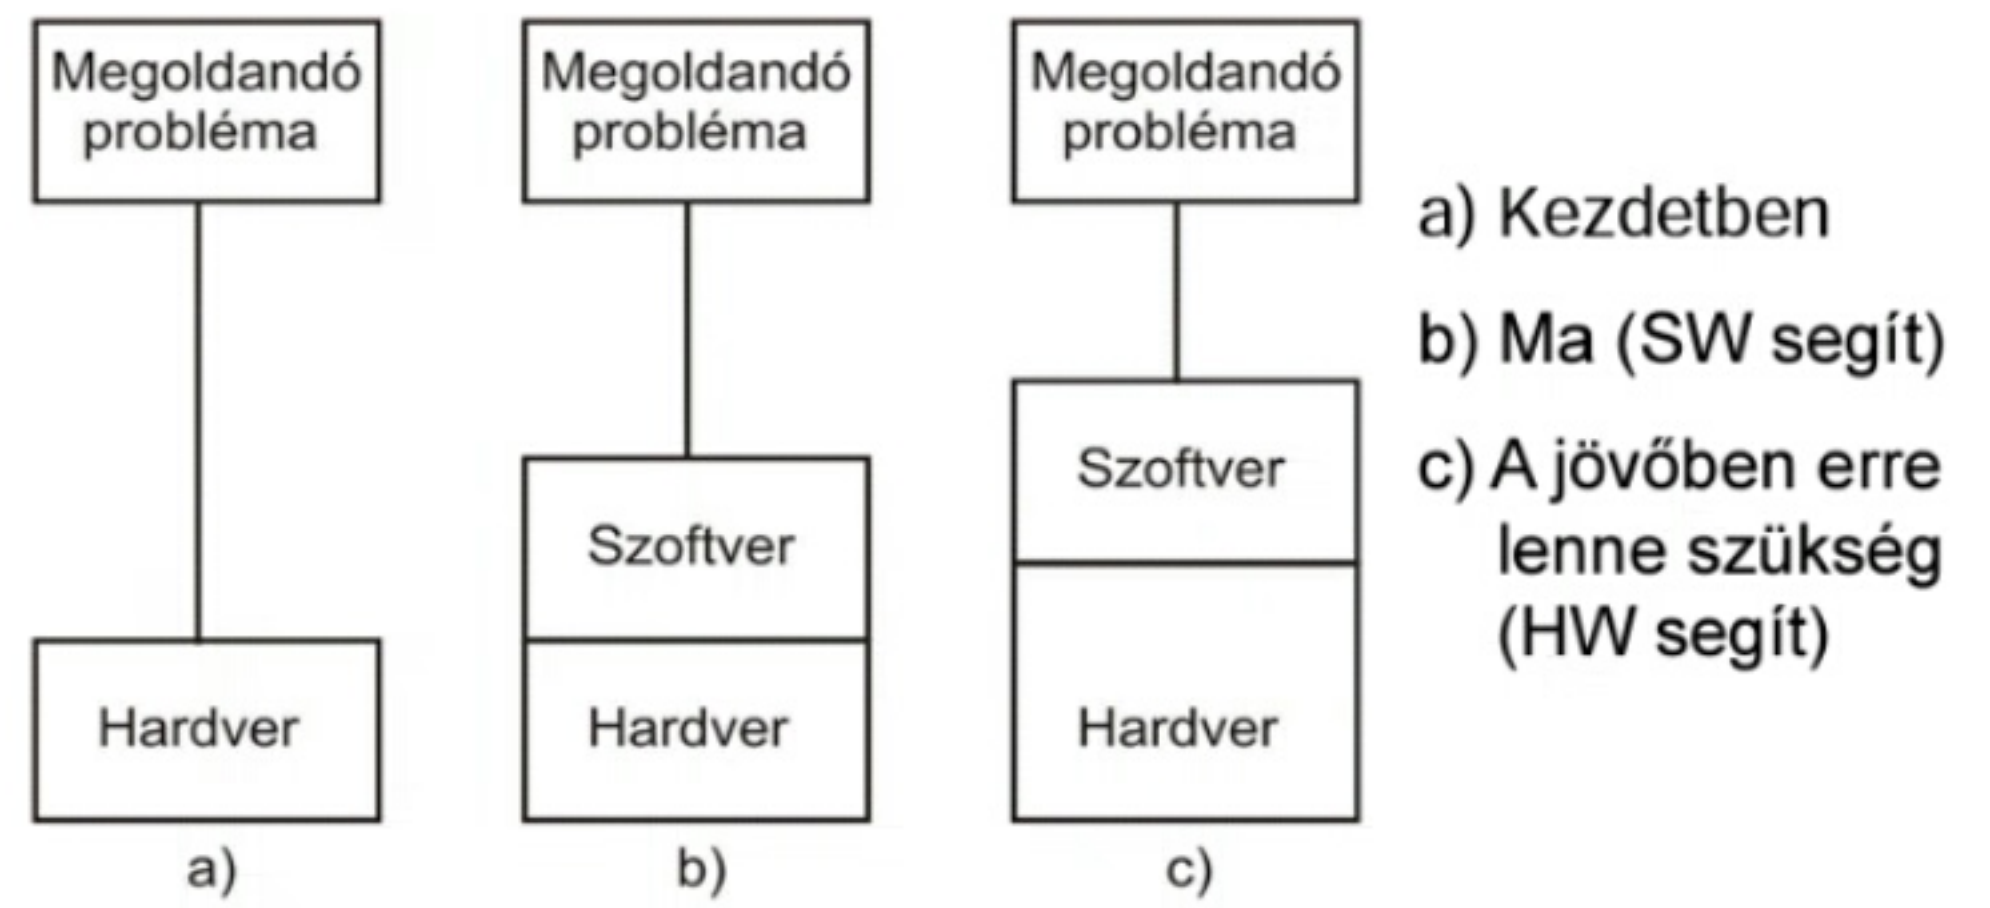 Megoldandó
probléma
Hardver
a)
Megoldandó
probléma
Szoftver
Hardver
b)
Megoldandó
probléma
Szoftver
Hardver
c)
a) Kezdetben
b) Ma (SW segít)
c) A jövőben erre
lenne szükség
(HW segít)